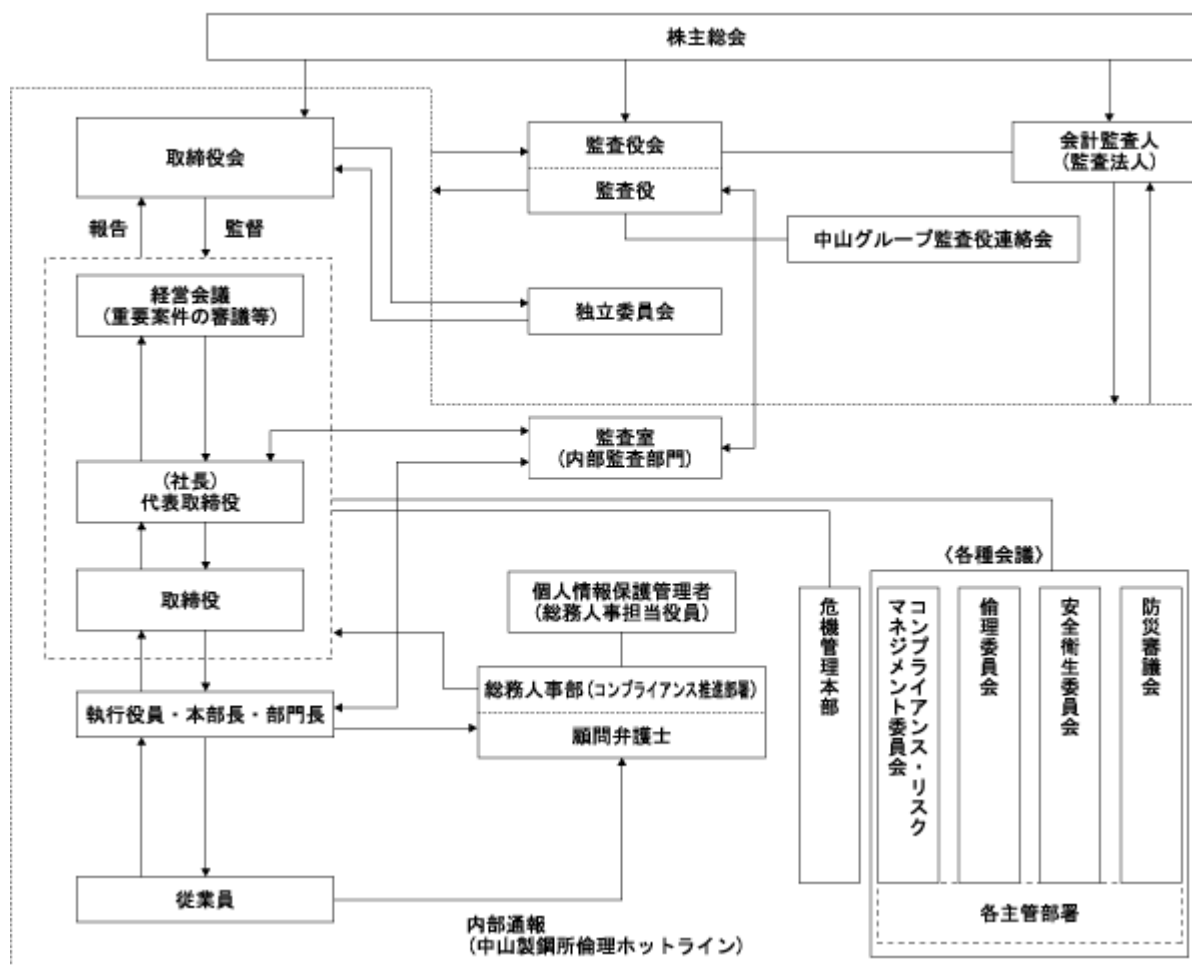 株主総会
取締役会
監査役会
監査役
会計監査人
(監査法人)
報告
監督
中山グループ監査役連絡会
経営会議
(重要案件の審議等)
独立委員会
監査室
(内部監査部門)
(社長)
代表取締役
〈各種会議〉
取締役
個人情報保護管理者
(総務人事担当役員)
危機管理本部
コンプライアンス・リスク
マネジメント委員会
倫理委員会
安全衛生委員会
防災審議会
総務人事部(コンプライアンス推進部署)
顧問弁護士
執行役員・本部長・部門長
従業員
各主管部署
内部通報
(中山製鋼所倫理ホットライン)